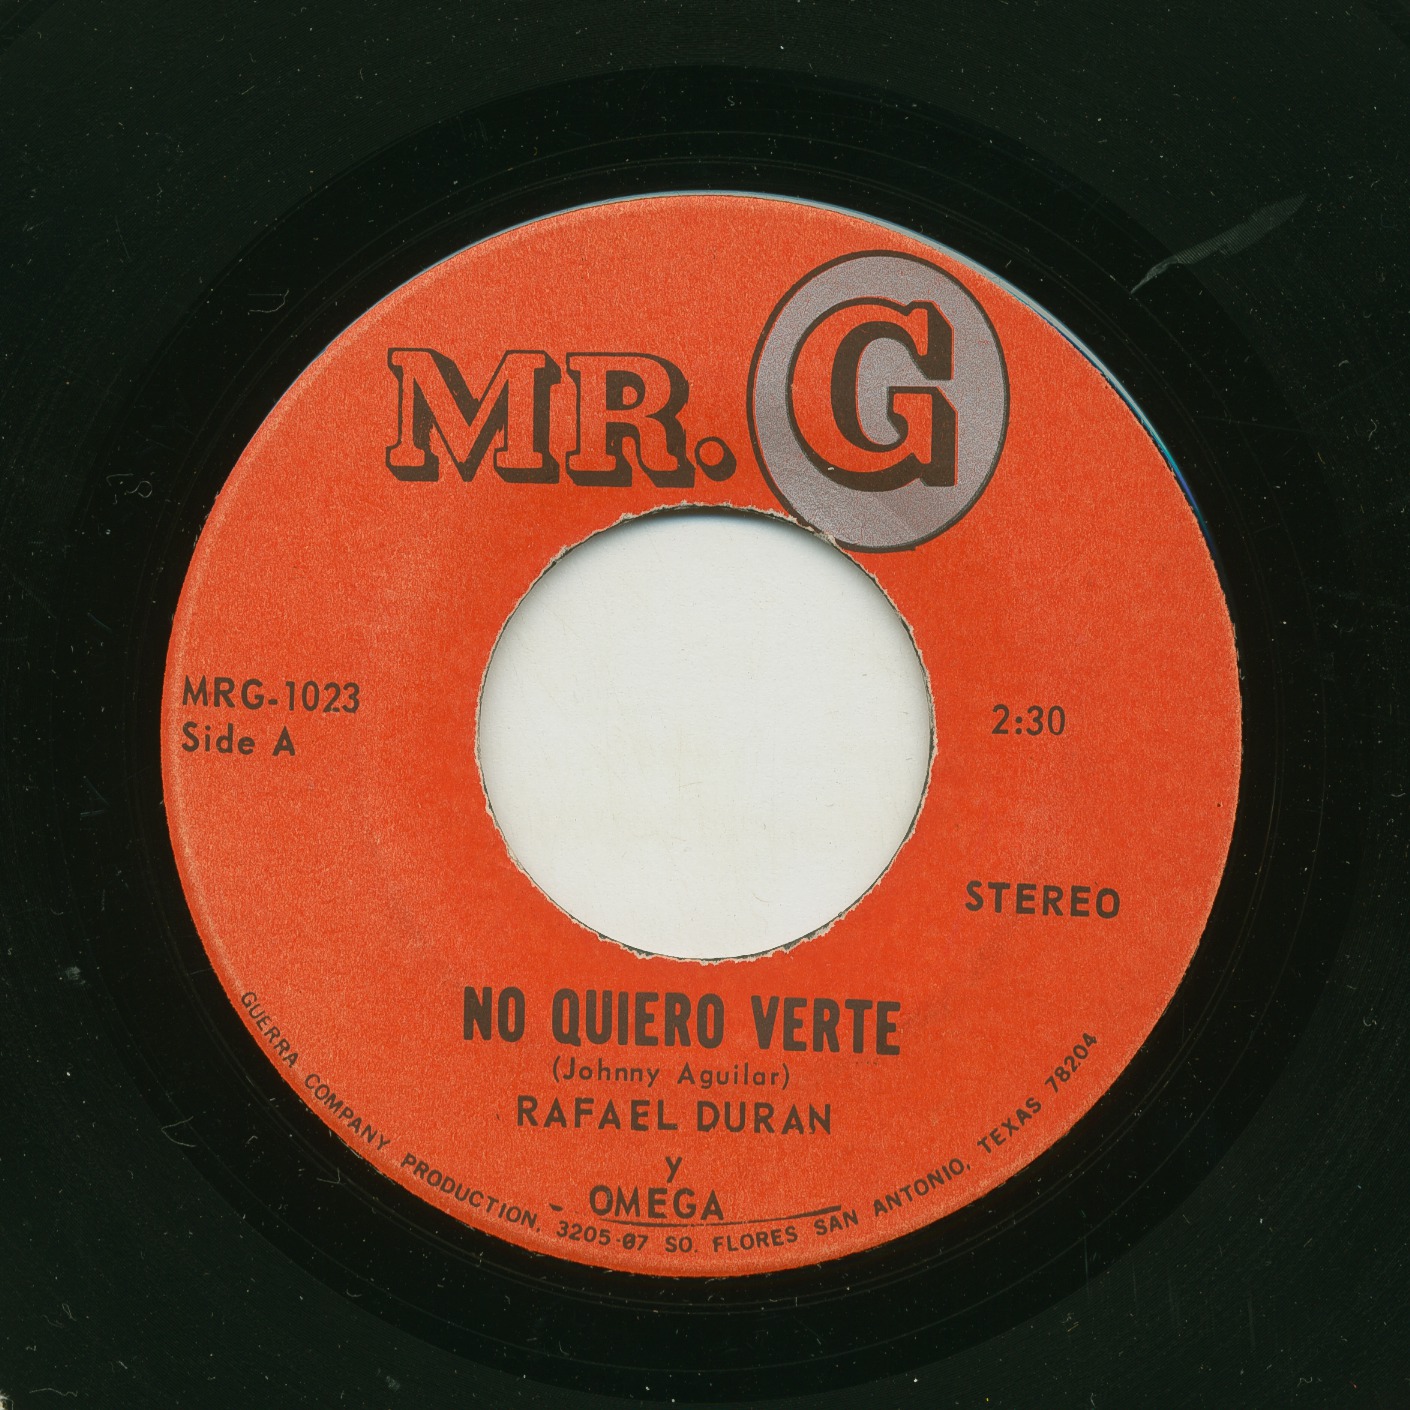 MR. G
MRG-1023
Side A
2:30
STEREO
NO QUIERO VERTE
(Johnny Aguilar)
RAFAEL DURAN
y
OMEGA
GUERRA COMPANY PRODUCTION, 3205-07 SO. FLORES SAN ANTONIO, TEXAS 78204